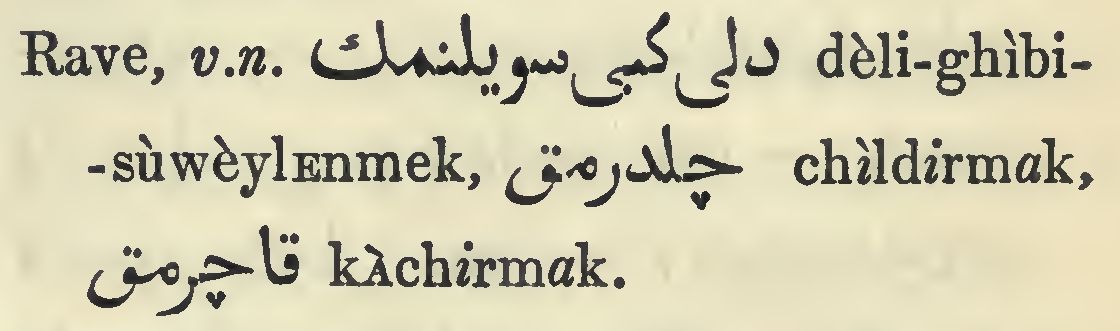 Rave, v.n. دلی کبی سویلنمك dèli-ghìbi-
-sùwèylEnmek, چلدرمق chìldirmak,
قاچرمق kÀchirmak.